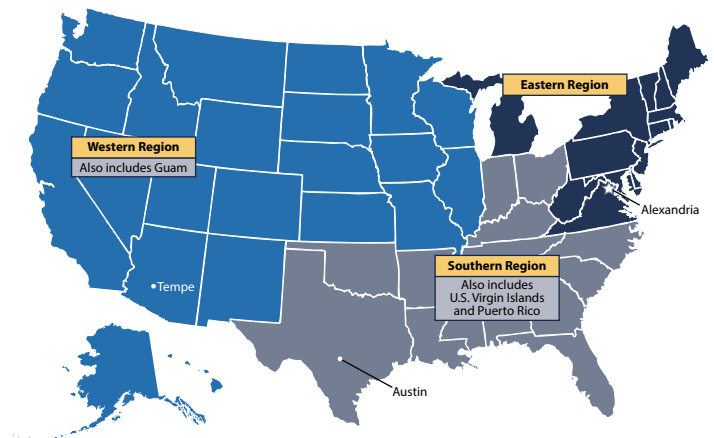 Eastern Region
Western Region
Also includes Guam
Alexandria
Southern Region
Also includes
U.S. Virgin Islands
and Puerto Rico
Tempe
Austin